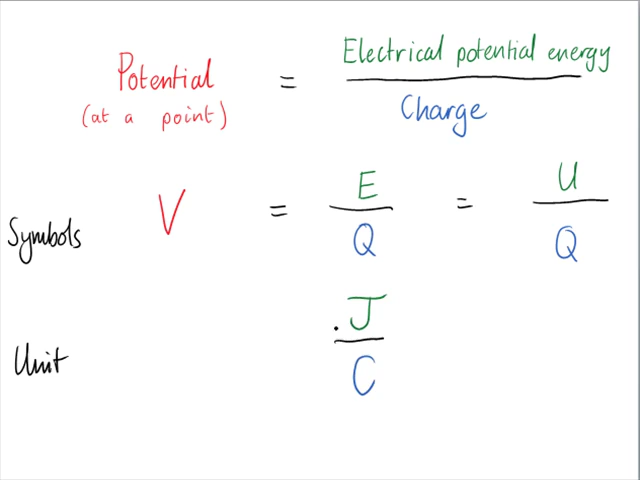 Potential = Electrical potential energy / Charge
(at a point)
Symbols V = E / Q = U / Q
Unit J / C